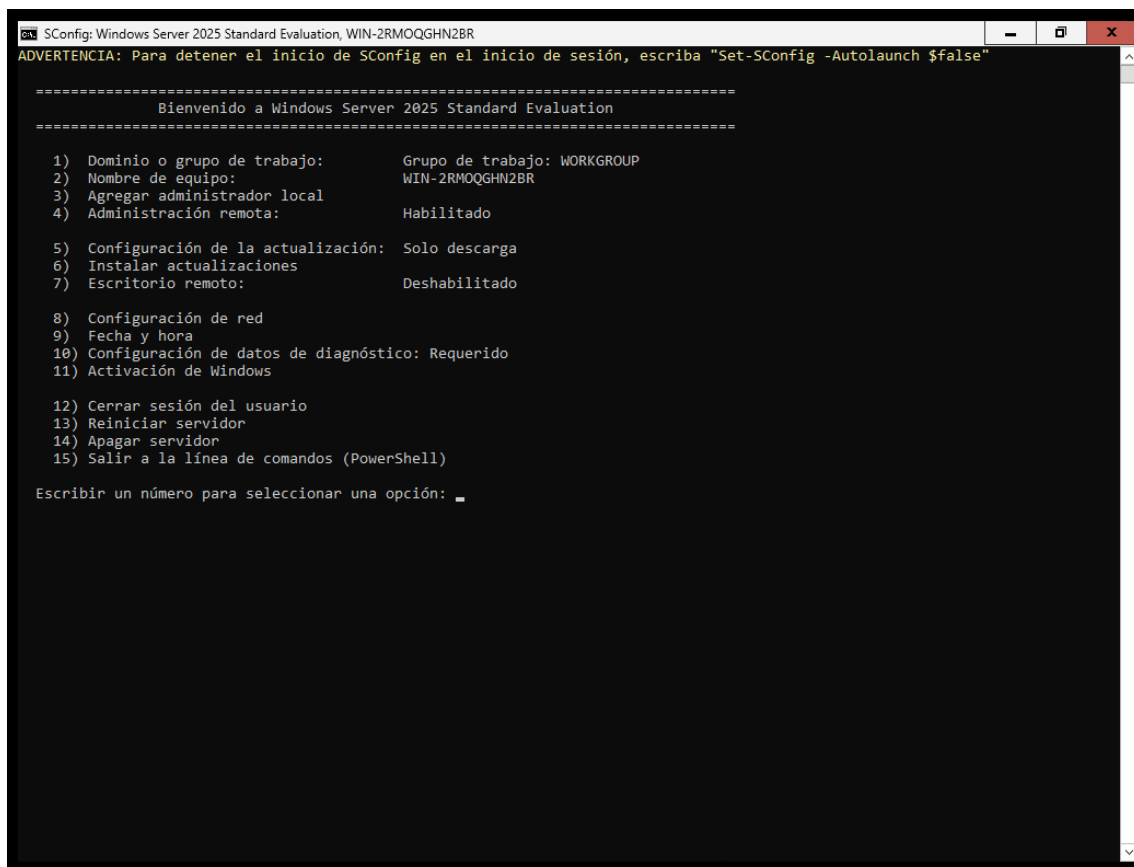 SConfig: Windows Server 2025 Standard Evaluation, WIN-2RMOQGHN2BR
ADVERTENCIA: Para detener el inicio de SConfig en el inicio de sesión, escriba "Set-SConfig -Autolaunch $false"
================================================================================
Bienvenido a Windows Server 2025 Standard Evaluation
================================================================================
1) Dominio o grupo de trabajo: Grupo de trabajo: WORKGROUP
2) Nombre de equipo: WIN-2RMOQGHN2BR
3) Agregar administrador local
4) Administración remota: Habilitado
5) Configuración de la actualización: Solo descarga
6) Instalar actualizaciones
7) Escritorio remoto: Deshabilitado
8) Configuración de red
9) Fecha y hora
10) Configuración de datos de diagnóstico: Requerido
11) Activación de Windows
12) Cerrar sesión del usuario
13) Reiniciar servidor
14) Apagar servidor
15) Salir a la línea de comandos (PowerShell)
Escribir un número para seleccionar una opción: _